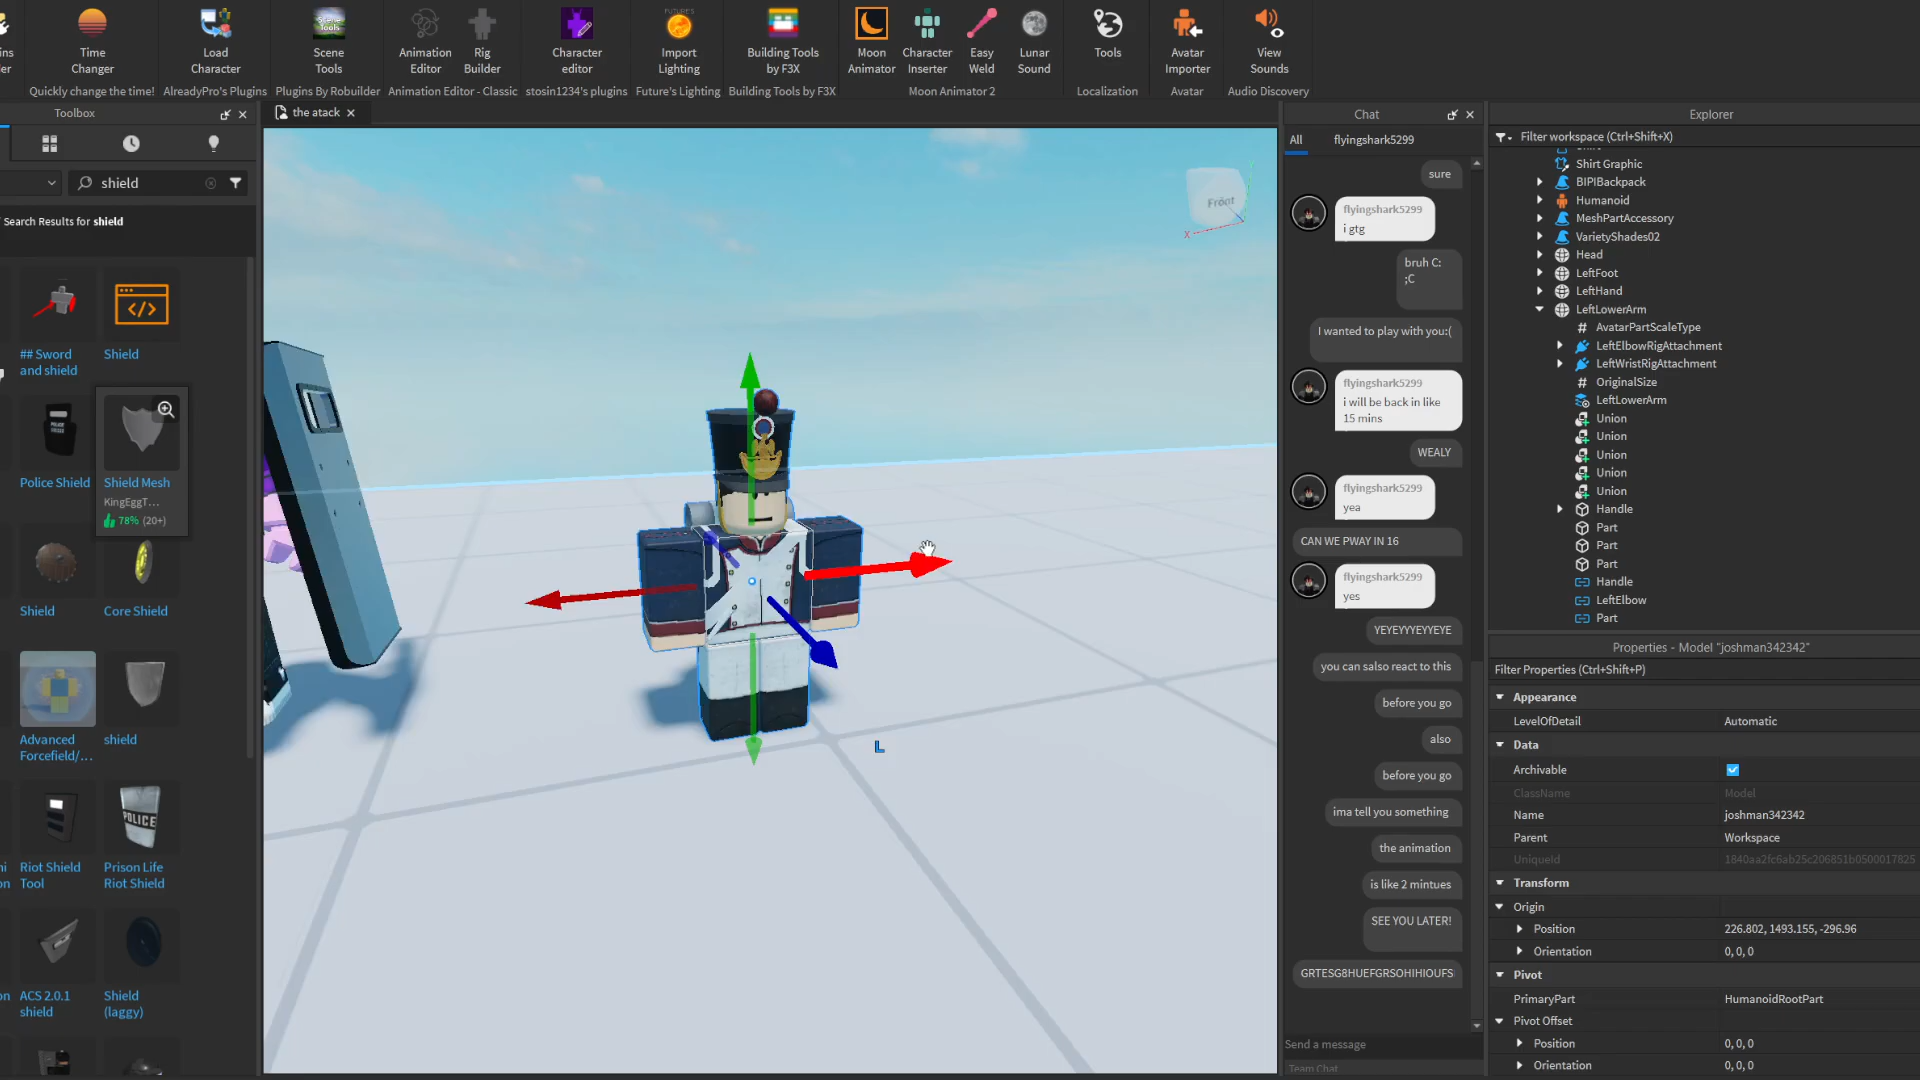 Time
Changer
Load
Character
Scene
Tools
Animation
Editor
Rig
Builder
Character
editor
Import
Lighting
Building Tools
by F3X
Moon
Animator
Character
Inserter
Easy
Weld
Lunar
Sound
Tools
Avatar
Importer
View
Sounds
Quickly change the time!
AlreadyPro's Plugins
Plugins By Robuilder
Animation Editor - Classic
stosin1234's plugins
Future's Lighting
Building Tools by F3X
Moon Animator 2
Localization
Avatar
Audio Discovery
Toolbox
shield
Search Results for shield
## Sword
and shield
Shield
Police Shield
Shield Mesh
KingEggT...
78% (20+)
Shield
Core Shield
Advanced
Forcefield/...
shield
Riot Shield
Tool
Prison Life
Riot Shield
ACS 2.0.1
shield
Shield
(laggy)
the atack
Front
X
L
Chat
All
flyingshark5299
sure
flyingshark5299
i gtg
bruh C:
;C
I wanted to play with you:(
flyingshark5299
i will be back in like
15 mins
WEALY
flyingshark5299
yea
CAN WE PWAY IN 16
flyingshark5299
yes
YEYEYYYEYYEYE
you can salso react to this
before you go
also
before you go
ima tell you something
the animation
is like 2 mintues
SEE YOU LATER!
GRTESG8HUEFGRSOHIHIOUFS
Send a message
Team Chat
Explorer
Filter workspace (Ctrl+Shift+X)
Shirt Graphic
BIPIBackpack
Humanoid
MeshPartAccessory
VarietyShades02
Head
LeftFoot
LeftHand
LeftLowerArm
AvatarPartScaleType
LeftElbowRigAttachment
LeftWristRigAttachment
OriginalSize
LeftLowerArm
Union
Union
Union
Union
Union
Handle
Part
Part
Part
Handle
LeftElbow
Part
Properties - Model "joshman342342"
Filter Properties (Ctrl+Shift+P)
Appearance
LevelOfDetail Automatic
Data
Archivable
ClassName Model
Name joshman342342
Parent Workspace
UniqueId 1840aa2fc6ab25c206851b0500017825
Transform
Origin
Position 226.802, 1493.155, -296.96
Orientation 0, 0, 0
Pivot
PrimaryPart HumanoidRootPart
Pivot Offset
Position 0, 0, 0
Orientation 0, 0, 0